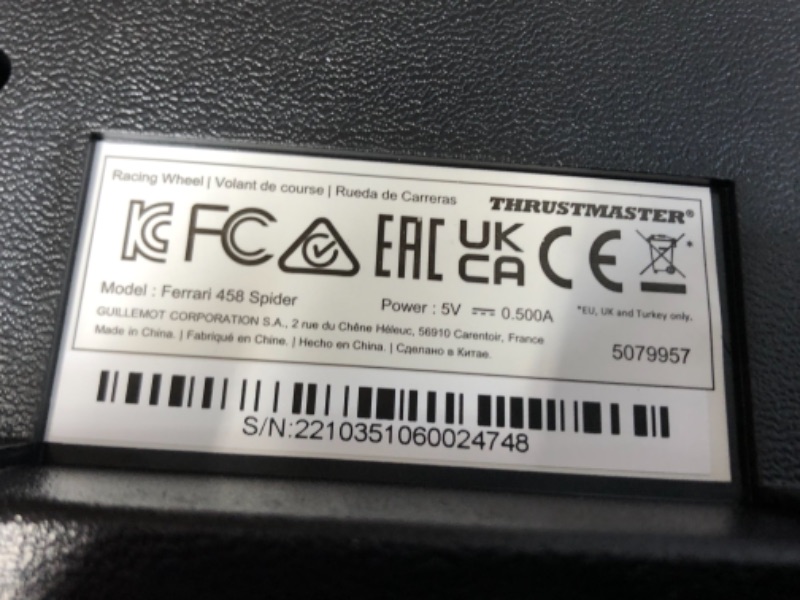 Racing Wheel | Volant de course | Rueda de Carreras
THRUSTMASTER®
KC FC EAC UK CA CE *
Model : Ferrari 458 Spider
Power : 5V ⎓ 0.500A
*EU, UK and Turkey only.
GUILLEMOT CORPORATION S.A., 2 rue du Chêne Héleuc, 56910 Carentoir, France
Made in China. | Fabriqué en Chine. | Hecho en China. | Сделано в Китае.
5079957
S/N:2210351060024748